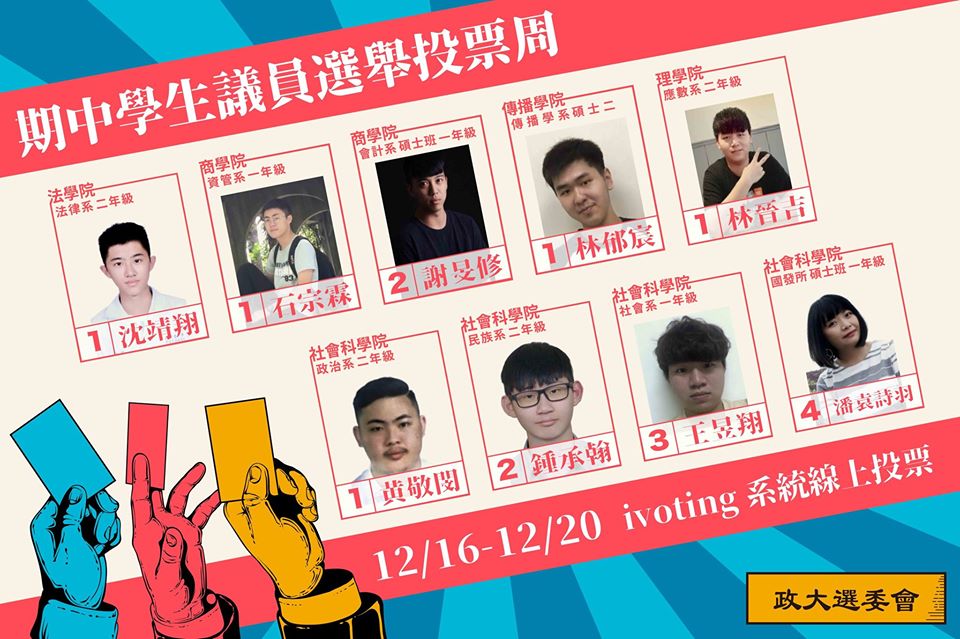 期中學生議員選舉投票周
法學院
法律系二年級
1 沈靖翔
商學院
資管系一年級
1 石宗霖
商學院
會計系碩士班一年級
2 謝旻修
傳播學院
傳播學系碩士二
1 林郁宸
理學院
應數系二年級
1 林晉吉
社會科學院
政治系二年級
1 黃敬閔
社會科學院
民族系二年級
2 鍾承翰
社會科學院
社會系一年級
3 王昱翔
社會科學院
國發所碩士班一年級
4 潘袁詩羽
12/16-12/20 ivoting 系統線上投票
政大選委會